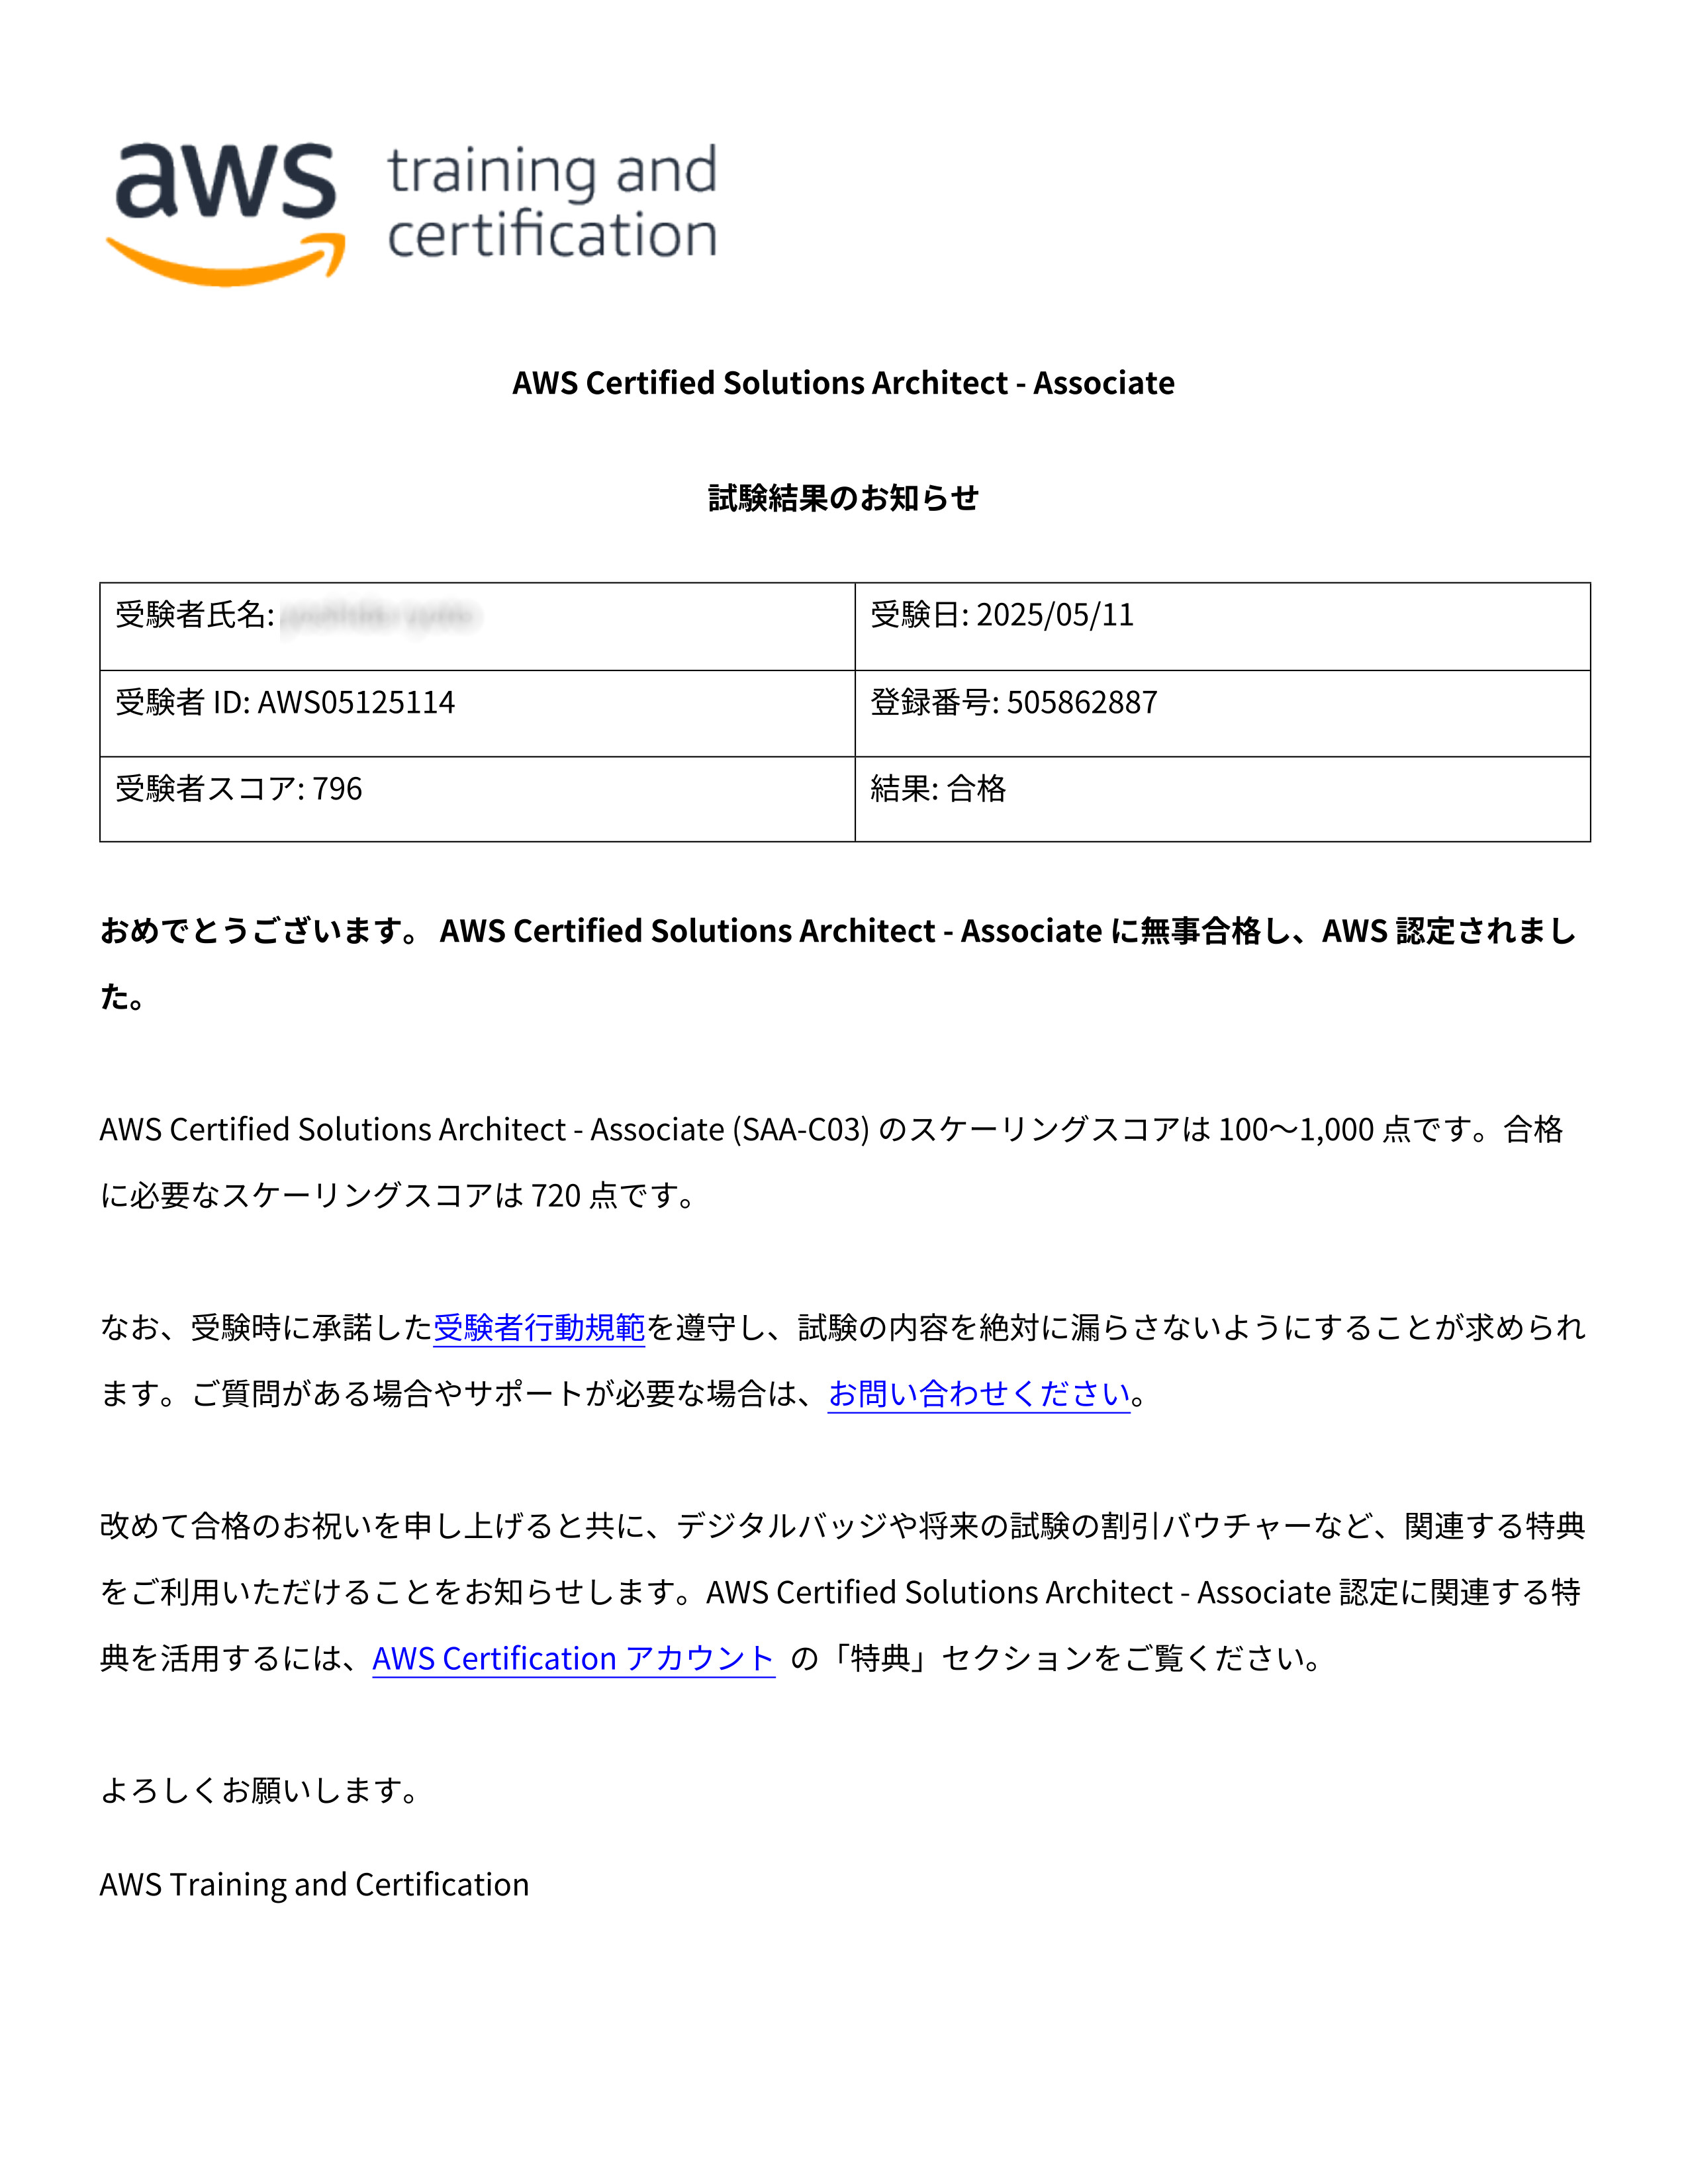 aws training and
certification
AWS Certified Solutions Architect - Associate
試験結果のお知らせ
受験者氏名:
受験日: 2025/05/11
受験者 ID: AWS05125114
登録番号: 505862887
受験者スコア: 796
結果: 合格
おめでとうございます。 AWS Certified Solutions Architect - Associate に無事合格し、AWS 認定されまし
た。
AWS Certified Solutions Architect - Associate (SAA-C03) のスケーリングスコアは 100～1,000 点です。合格
に必要なスケーリングスコアは 720 点です。
なお、受験時に承諾した受験者行動規範を遵守し、試験の内容を絶対に漏らさないようにすることが求められ
ます。ご質問がある場合やサポートが必要な場合は、お問い合わせください。
改めて合格のお祝いを申し上げると共に、デジタルバッジや将来の試験の割引バウチャーなど、関連する特典
をご利用いただけることをお知らせします。AWS Certified Solutions Architect - Associate 認定に関連する特
典を活用するには、AWS Certification アカウント の「特典」セクションをご覧ください。
よろしくお願いします。
AWS Training and Certification